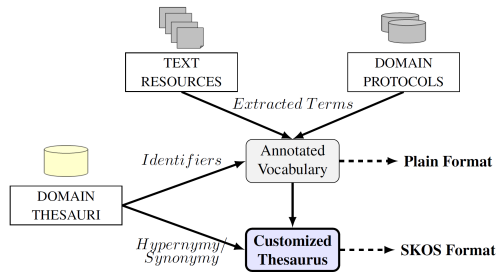 TEXT
RESOURCES
DOMAIN
PROTOCOLS
Extracted Terms
Identifiers
Annotated
Vocabulary
Plain Format
DOMAIN
THESAURI
Hypernymy/
Synonymy
Customized
Thesaurus
SKOS Format